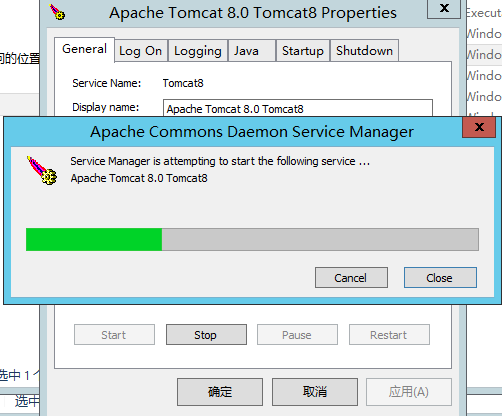 Apache Tomcat 8.0 Tomcat8 Properties
x
Execut
General
Log On
Logging
Java
Startup
Shutdown
Windo
的位置
Windo
Service Name:
Tomcat8
Windo
Display name:
Apache Tomcat 8.0 Tomcat8
Windo
Apache Commons Daemon Service Manager
x
Service Manager is attempting to start the following service ...
Apache Tomcat 8.0 Tomcat8
Cancel
Close
Start
Stop
Pause
Restart
选中 1 个
确定
取消
应用(A)
选中